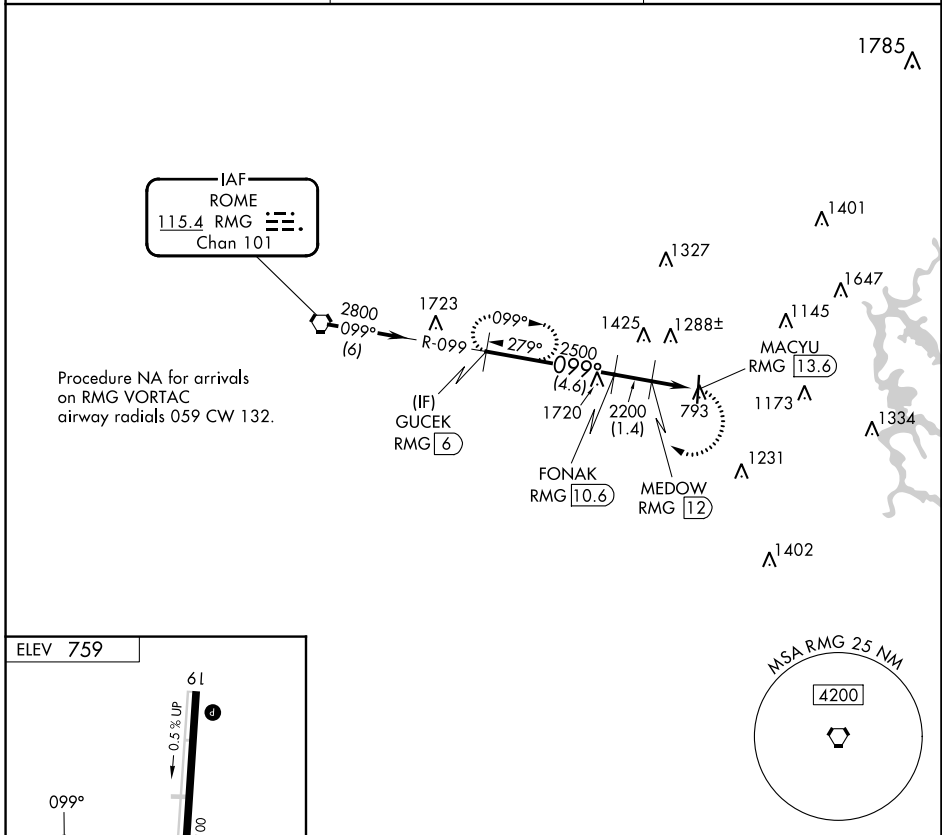 1785
IAF
ROME
115.4 RMG
Chan 101
1401
1327
1647
2800
099°
(6)
1723
R-099
099°
279°
2500
099°
(4.6)
1425
1288±
1145
MACYU
RMG 13.6
Procedure NA for arrivals
on RMG VORTAC
airway radials 059 CW 132.
(IF)
GUCEK
RMG 6
1720
2200
(1.4)
793
1173
1334
FONAK
RMG 10.6
MEDOW
RMG 12
1231
1402
ELEV 759
19
P
0.5% UP
099°
00
MSA RMG 25 NM
4200